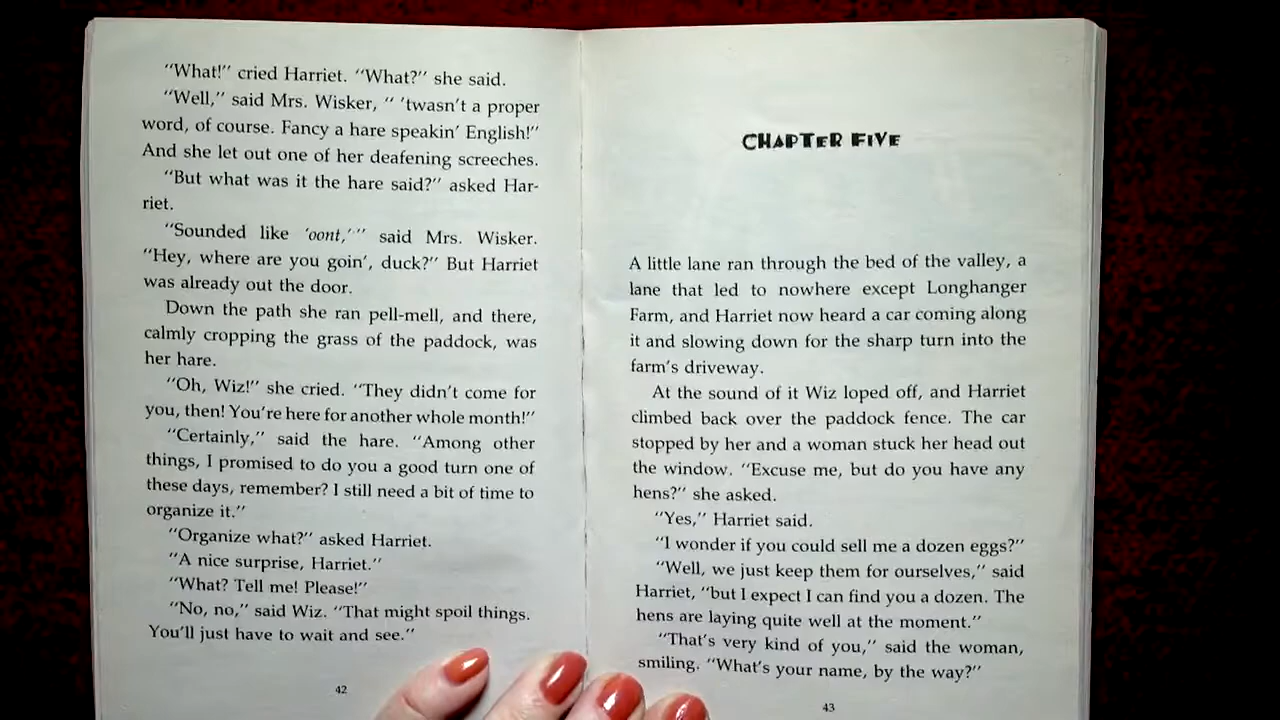 “What!” cried Harriet. “What?” she said.
“Well,” said Mrs. Wisker, “ ’twasn’t a proper
word, of course. Fancy a hare speakin’ English!”
And she let out one of her deafening screeches.
“But what was it the hare said?” asked Har-
riet.
“Sounded like ‘oont,’ ” said Mrs. Wisker.
“Hey, where are you goin’, duck?” But Harriet
was already out the door.
Down the path she ran pell-mell, and there,
calmly cropping the grass of the paddock, was
her hare.
“Oh, Wiz!” she cried. “They didn’t come for
you, then! You’re here for another whole month!”
“Certainly,” said the hare. “Among other
things, I promised to do you a good turn one of
these days, remember? I still need a bit of time to
organize it.”
“Organize what?” asked Harriet.
“A nice surprise, Harriet.”
“What? Tell me! Please!”
“No, no,” said Wiz. “That might spoil things.
You’ll just have to wait and see.”
42
CHAPTER FIVE
A little lane ran through the bed of the valley, a
lane that led to nowhere except Longhanger
Farm, and Harriet now heard a car coming along
it and slowing down for the sharp turn into the
farm’s driveway.
At the sound of it Wiz loped off, and Harriet
climbed back over the paddock fence. The car
stopped by her and a woman stuck her head out
the window. “Excuse me, but do you have any
hens?” she asked.
“Yes,” Harriet said.
“I wonder if you could sell me a dozen eggs?”
“Well, we just keep them for ourselves,” said
Harriet, “but I expect I can find you a dozen. The
hens are laying quite well at the moment.”
“That’s very kind of you,” said the woman,
smiling. “What’s your name, by the way?”
43